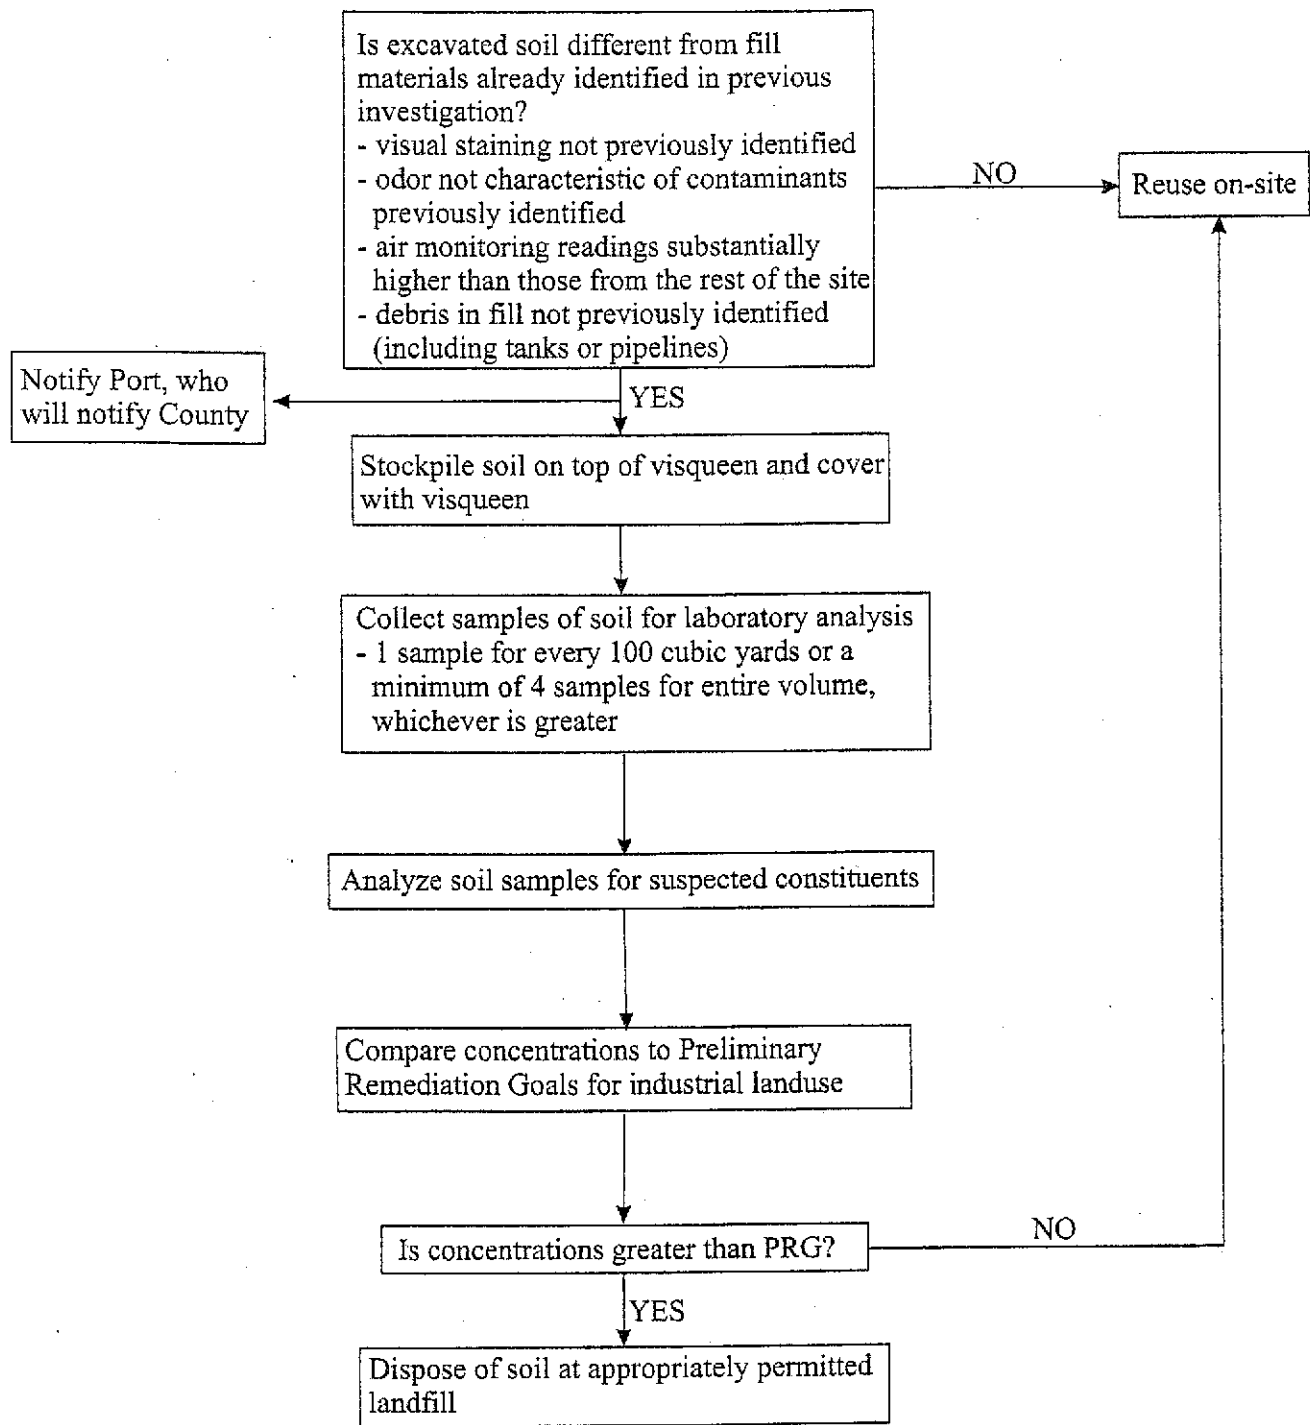 Is excavated soil different from fill
materials already identified in previous
investigation?
- visual staining not previously identified
- odor not characteristic of contaminants
previously identified
- air monitoring readings substantially
higher than those from the rest of the site
- debris in fill not previously identified
(including tanks or pipelines)
NO
Reuse on-site
YES
Notify Port, who
will notify County
Stockpile soil on top of visqueen and cover
with visqueen
Collect samples of soil for laboratory analysis
- 1 sample for every 100 cubic yards or a
minimum of 4 samples for entire volume,
whichever is greater
Analyze soil samples for suspected constituents
Compare concentrations to Preliminary
Remediation Goals for industrial landuse
Is concentrations greater than PRG?
NO
YES
Dispose of soil at appropriately permitted
landfill